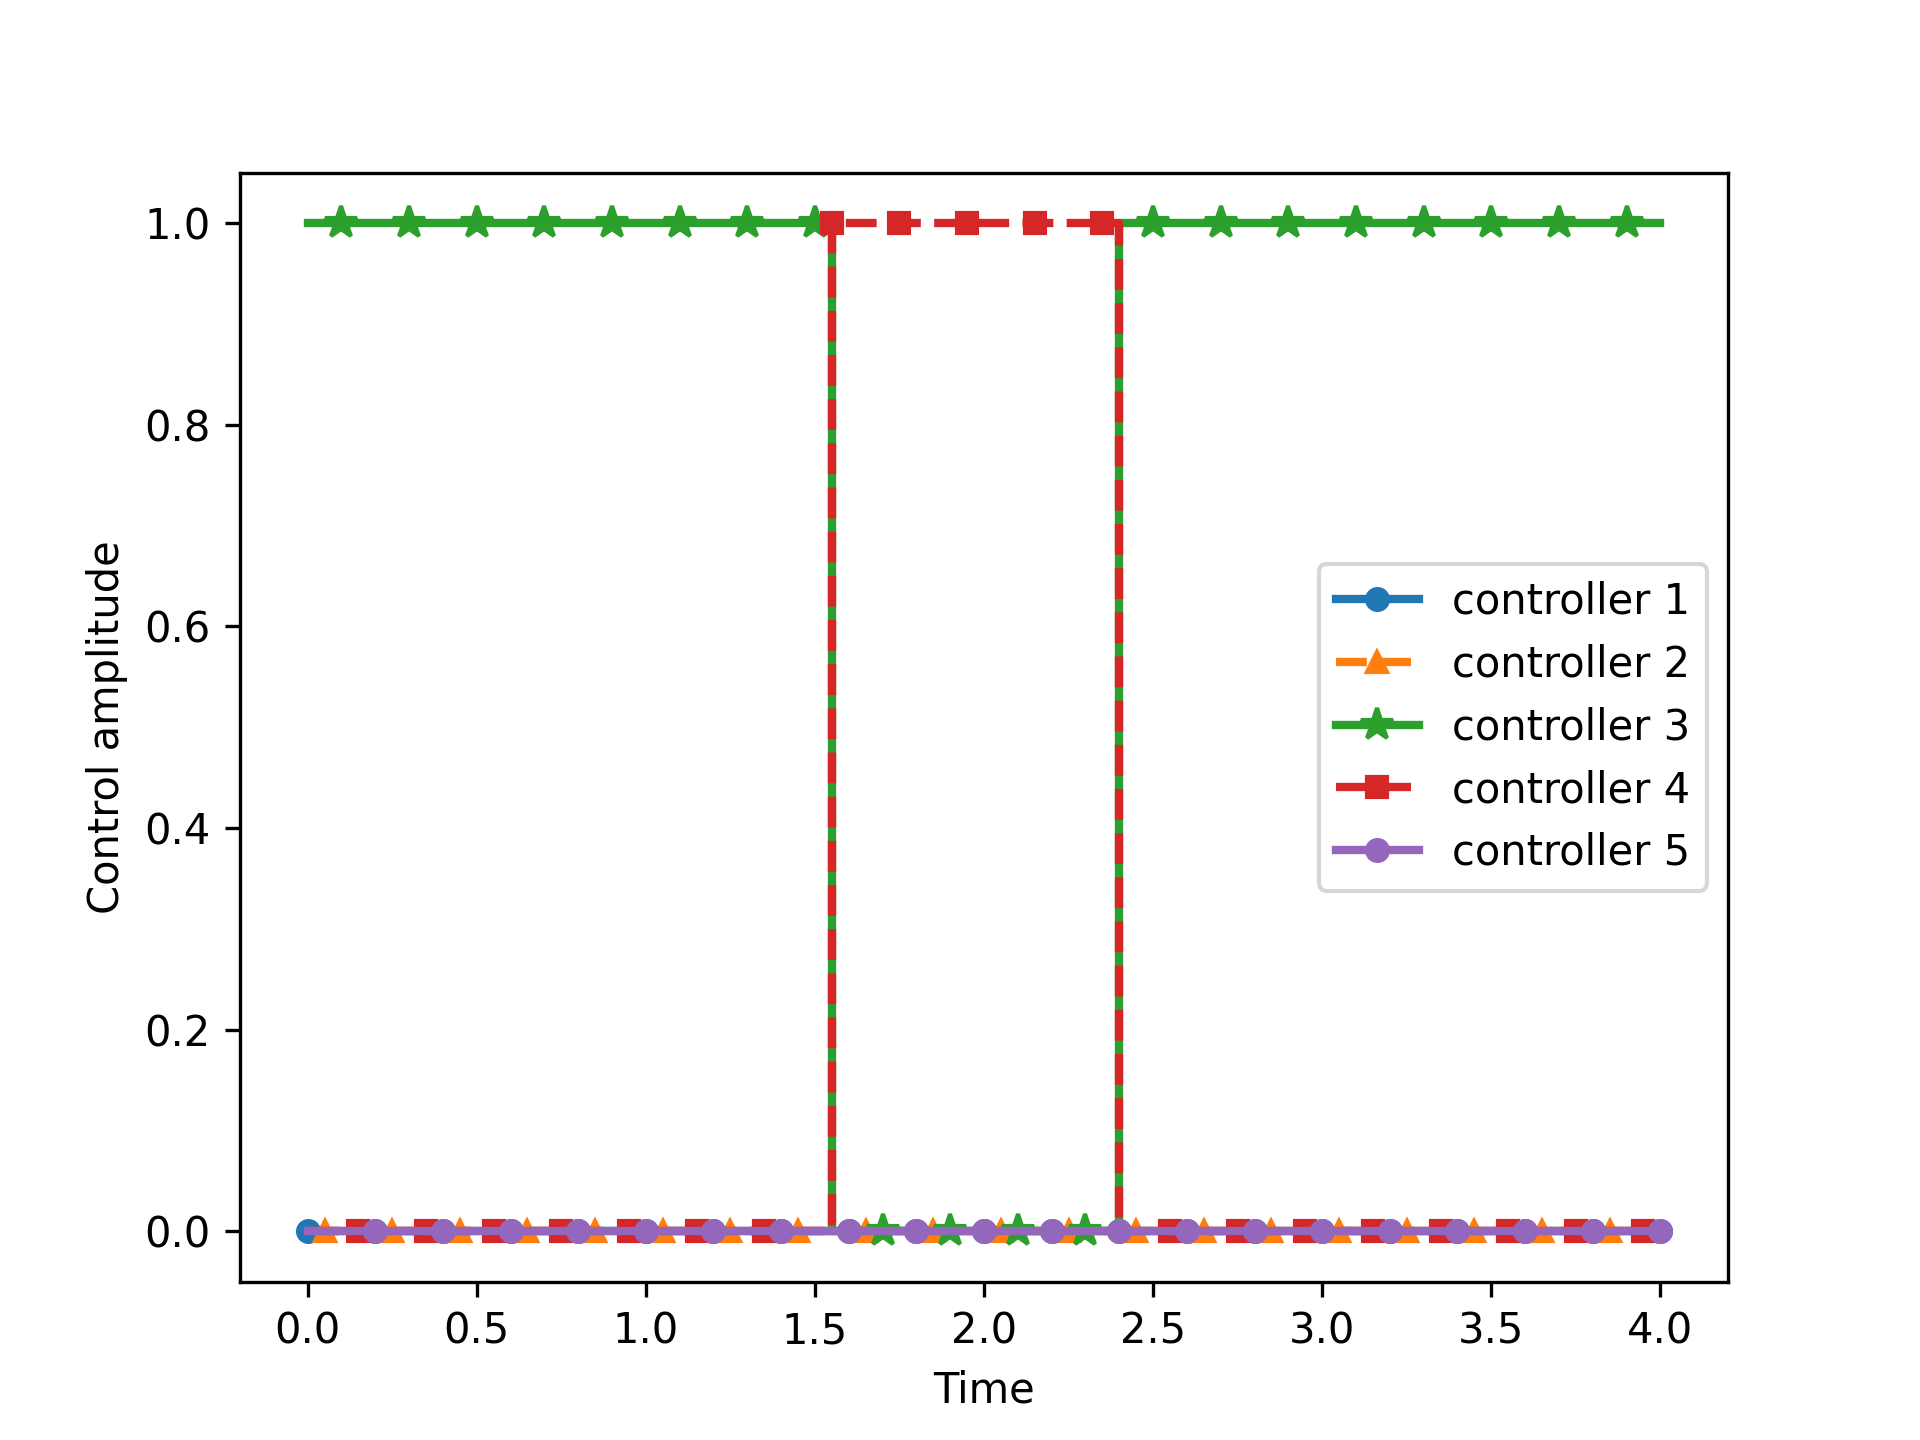 1.0
0.8
0.6
0.4
0.2
0.0
Control amplitude
controller 1
controller 2
controller 3
controller 4
controller 5
0.0 0.5 1.0 1.5 2.0 2.5 3.0 3.5 4.0
Time